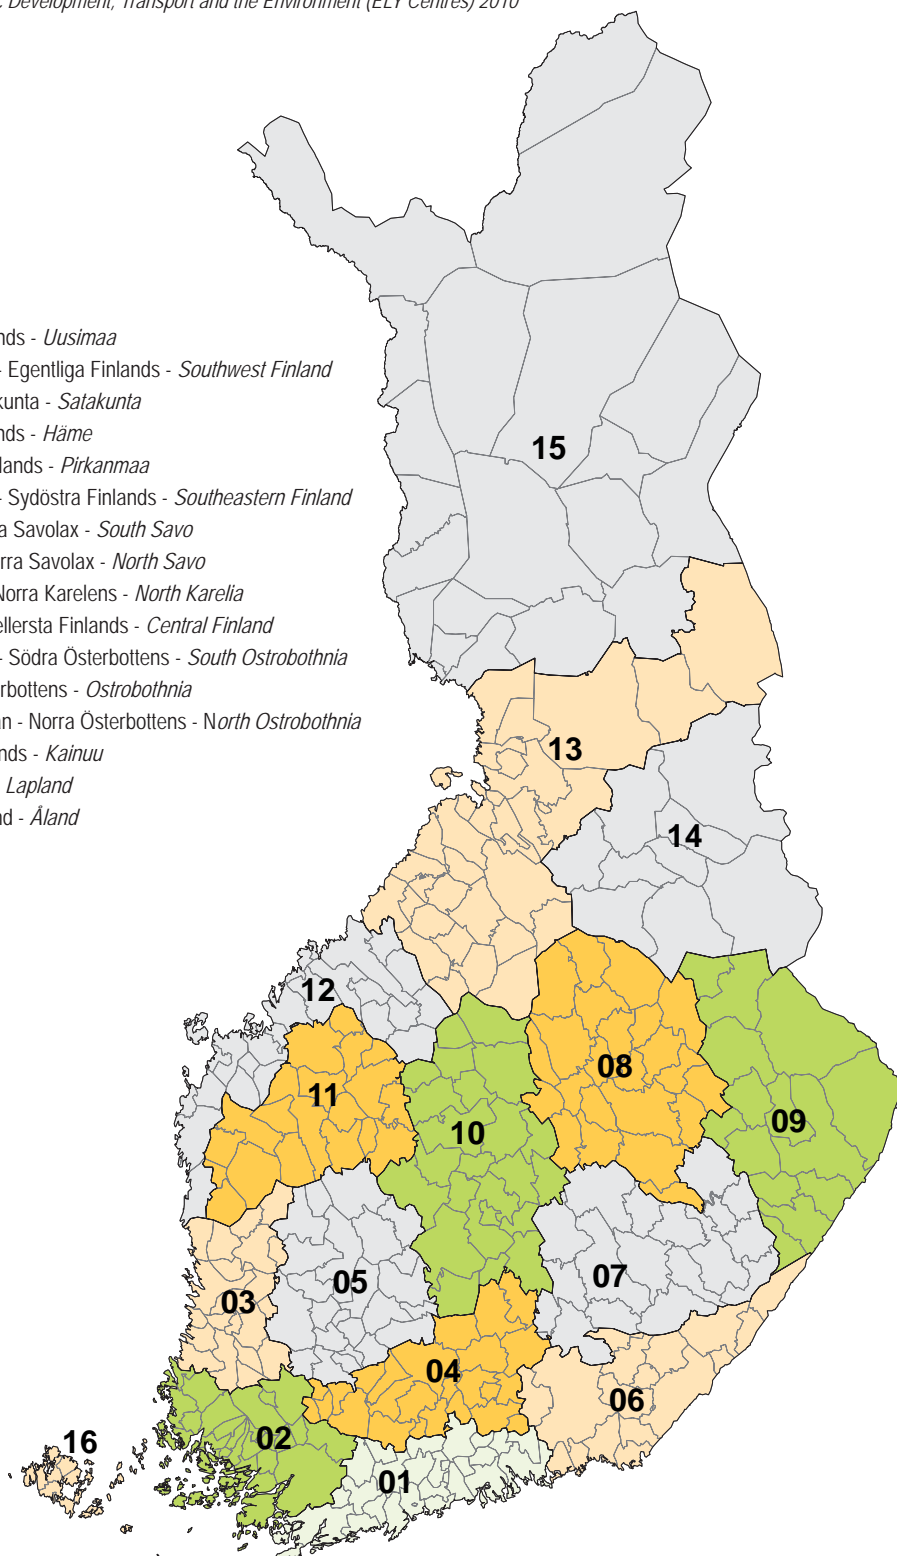 Development, Transport and the Environment (ELY Centres) 2010
nds - Uusimaa
- Egentliga Finlands - Southwest Finland
kunta - Satakunta
nds - Häme
lands - Pirkanmaa
- Sydöstra Finlands - Southeastern Finland
a Savolax - South Savo
rra Savolax - North Savo
Norra Karelens - North Karelia
ellersta Finlands - Central Finland
- Södra Österbottens - South Ostrobothnia
rbottens - Ostrobothnia
an - Norra Österbottens - North Ostrobothnia
nds - Kainuu
Lapland
nd - Åland
15
13
14
12
08
11
09
10
07
05
03
04
06
02
16
01